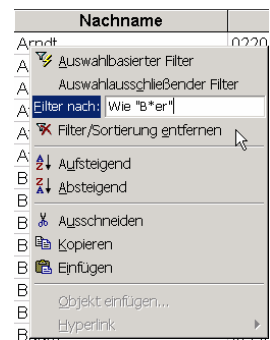 Nachname
Arndt 0220
A Auswahlbasierter Filter
A Auswahlausschließender Filter
A Filter nach: Wie "B*er"
A Filter/Sortierung entfernen
A
A Aufsteigend
B Absteigend
B
B Ausschneiden
B Kopieren
B Einfügen
B
B Objekt einfügen...
Hyperlink